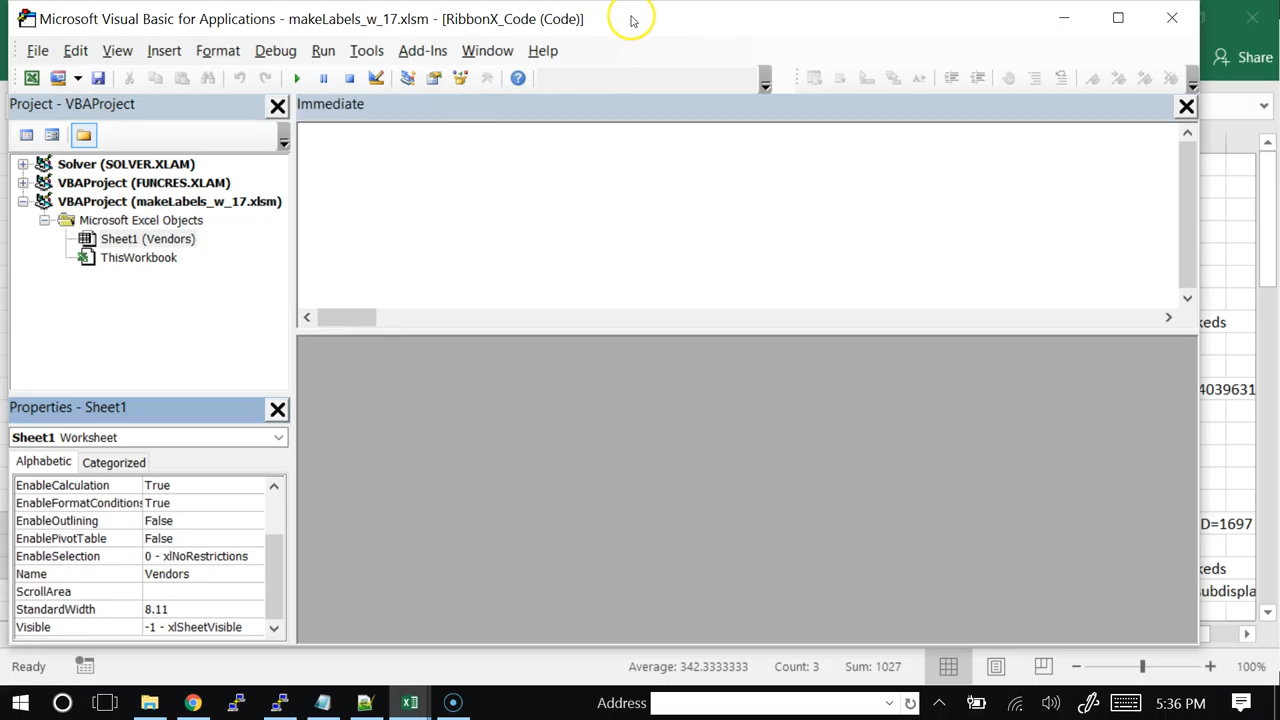 Microsoft Visual Basic for Applications - makeLabels_w_17.xlsm - [RibbonX_Code (Code)]
File Edit View Insert Format Debug Run Tools Add-Ins Window Help
Share
Project - VBAProject
Immediate
Solver (SOLVER.XLAM)
VBAProject (FUNCRES.XLAM)
VBAProject (makeLabels_w_17.xlsm)
Microsoft Excel Objects
Sheet1 (Vendors)
ThisWorkbook
keds
4039631
Properties - Sheet1
Sheet1 Worksheet
Alphabetic Categorized
EnableCalculation True
EnableFormatConditions True
EnableOutlining False
EnablePivotTable False
EnableSelection 0 - xlNoRestrictions
Name Vendors
ScrollArea
StandardWidth 8.11
Visible -1 - xlSheetVisible
D=1697
keds
subdispla
Ready Average: 342.3333333 Count: 3 Sum: 1027 100%
Address 5:36 PM